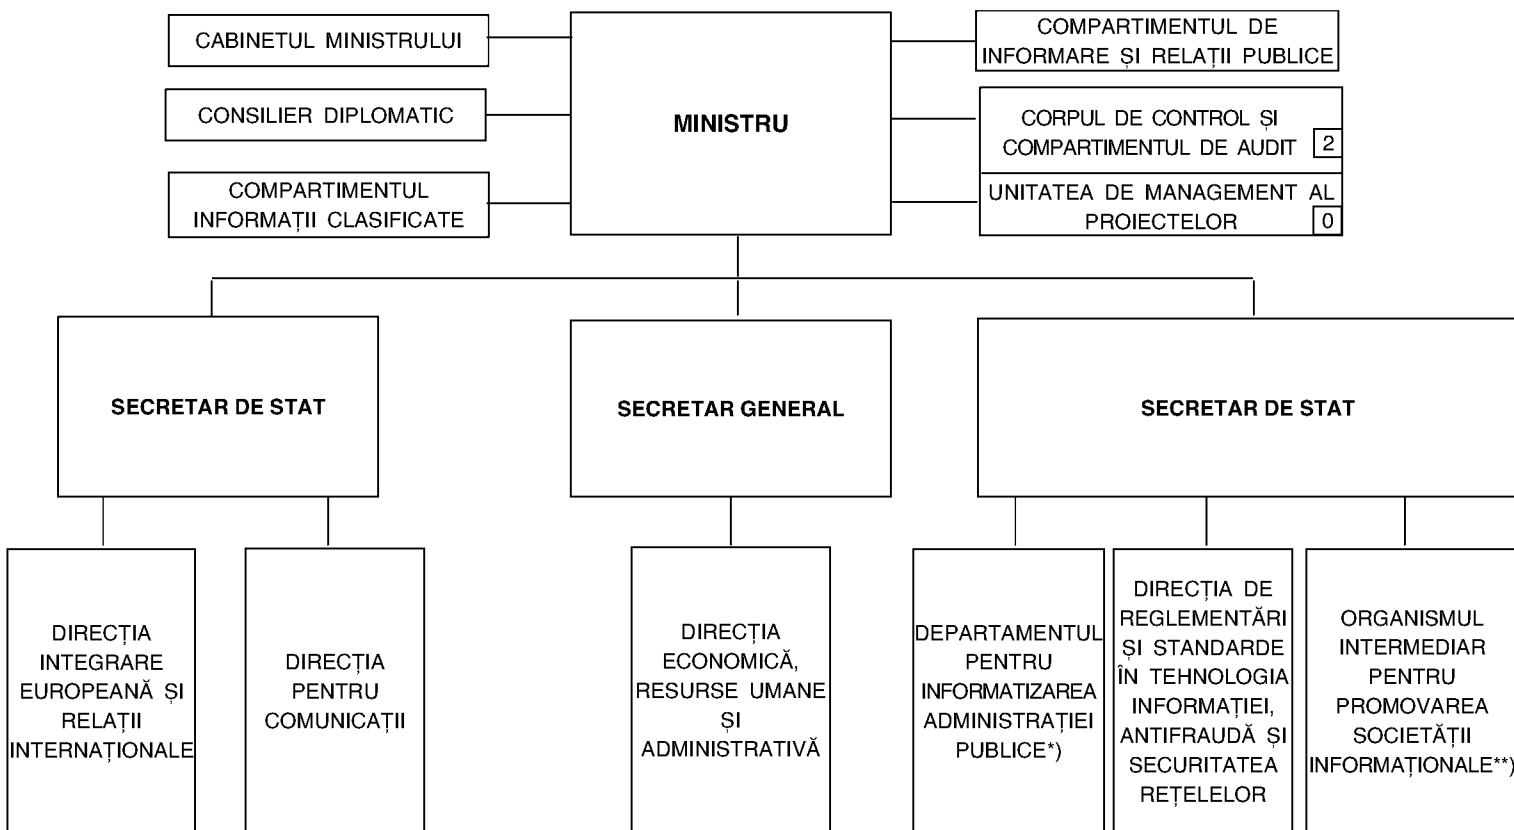 CABINETUL MINISTRULUI
CONSILIER DIPLOMATIC
COMPARTIMENTUL
INFORMAȚII CLASIFICATE
MINISTRU
COMPARTIMENTUL DE
INFORMARE ȘI RELAȚII PUBLICE
CORPUL DE CONTROL ȘI
COMPARTIMENTUL DE AUDIT 2
UNITATEA DE MANAGEMENT AL
PROIECTELOR 0
SECRETAR DE STAT
SECRETAR GENERAL
SECRETAR DE STAT
DIRECȚIA
INTEGRARE
EUROPEANĂ ȘI
RELAȚII
INTERNAȚIONALE
DIRECȚIA
PENTRU
COMUNICAȚII
DIRECȚIA
ECONOMICĂ,
RESURSE UMANE
ȘI
ADMINISTRATIVĂ
DEPARTAMENTUL
PENTRU
INFORMATIZAREA
ADMINISTRAȚIEI
PUBLICE*)
DIRECȚIA DE
REGLEMENTĂRI
ȘI STANDARDE
ÎN TEHNOLOGIA
INFORMAȚIEI,
ANTIFRAUDĂ ȘI
SECURITATEA
REȚELELOR
ORGANISMUL
INTERMEDIAR
PENTRU
PROMOVAREA
SOCIETĂȚII
INFORMAȚIONALE**)